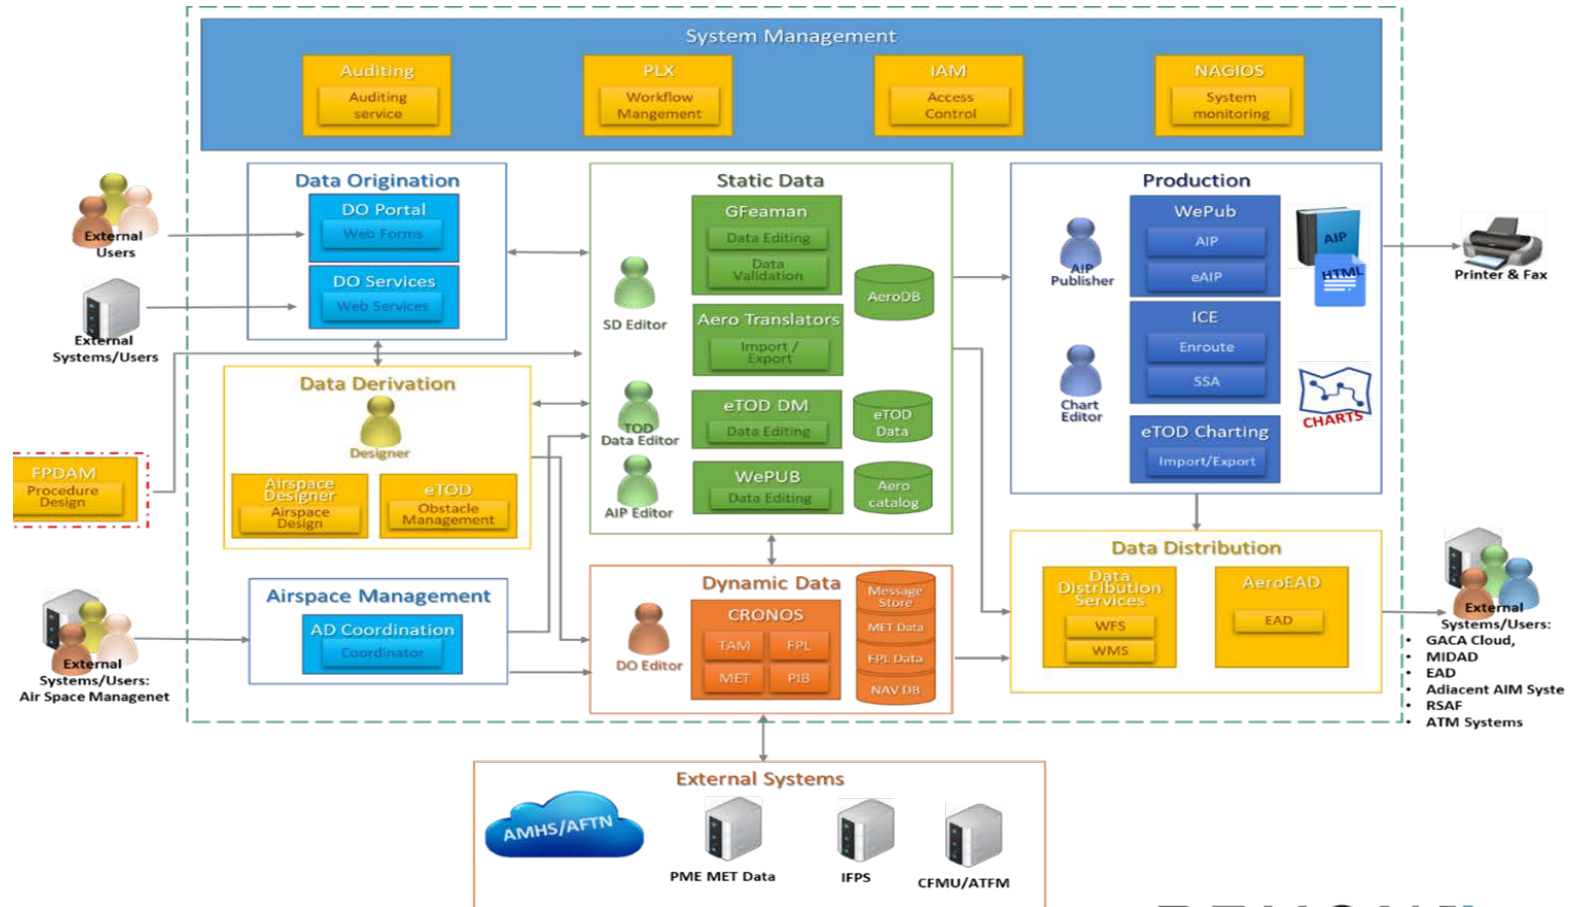 System Management
Auditing
Auditing
service
PLX
Workflow
Mangement
IAM
Access
Control
NAGIOS
System
monitoring
External
Users
External
Systems/Users
Data Origination
DO Portal
Web Forms
DO Services
Web Services
Data Derivation
Designer
Airspace
Designer
Airspace
Design
eTOD
Obstacle
Management
FPDAM
Procedure
Design
Airspace Management
AD Coordination
Coordinator
External
Systems/Users:
Air Space Managenet
Static Data
GFeaman
Data Editing
Data
Validation
SD Editor
AeroDB
Aero Translators
Import /
Export
TOD
Data Editor
eTOD DM
Data Editing
eTOD
Data
AIP Editor
WePUB
Data Editing
Aero
catalog
Dynamic Data
DO Editor
CRONOS
TAM
FPL
MET
PIB
Message
Store
MET Data
FPL Data
NAV DB
Production
AIP
Publisher
WePub
AIP
eAIP
AIP
HTML
Chart
Editor
ICE
Enroute
SSA
CHARTS
eTOD Charting
Import/Export
Printer & Fax
Data Distribution
Data
Distribution
Services
WFS
WMS
AeroEAD
EAD
External
Systems/Users:
• GACA Cloud,
• MIDAD
• EAD
• Adiacent AIM Syste
• RSAF
• ATM Systems
External Systems
AMHS/AFTN
PME MET Data
IFPS
CFMU/ATFM